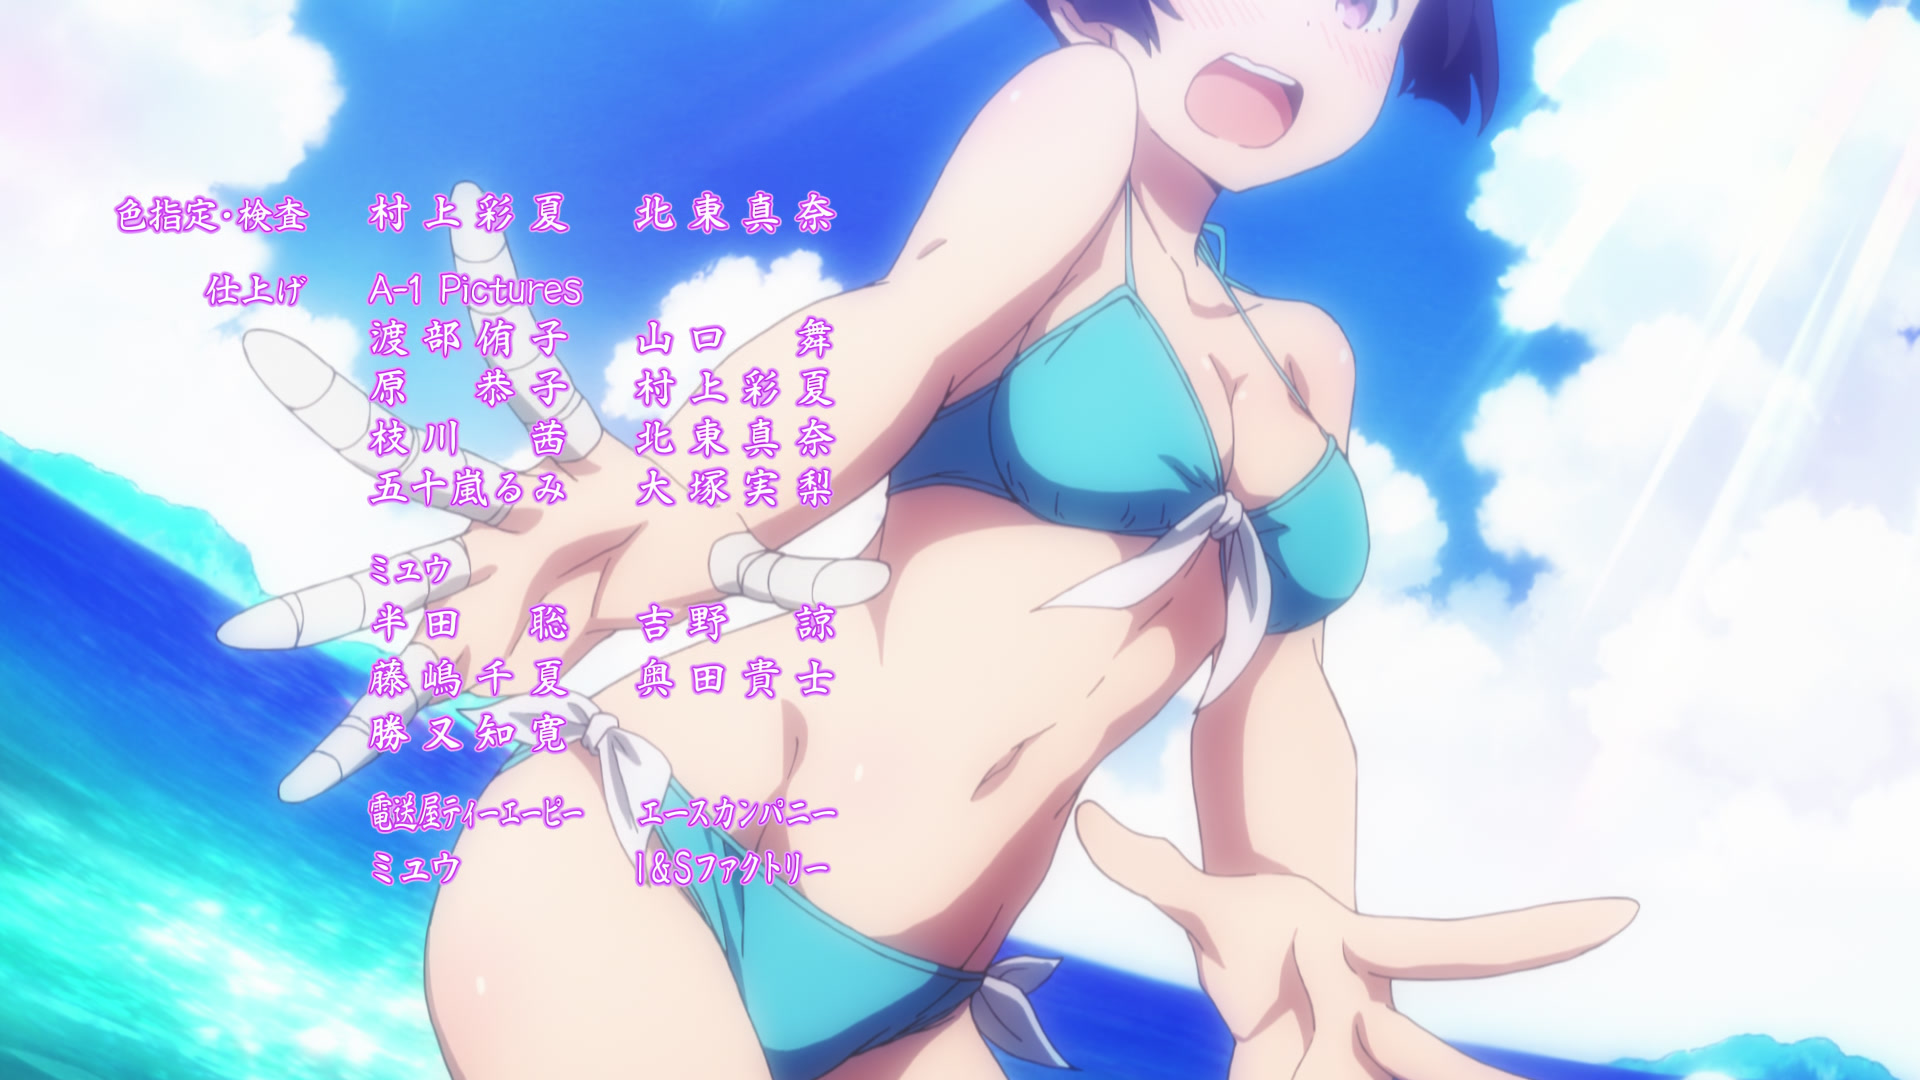 色指定・検査 村上彩夏 北東真奈
仕上げ A-1 Pictures
渡部侑子 山口 舞
原 恭子 村上彩夏
枝川 茜 北東真奈
五十嵐るみ 大塚実梨
ミユウ
半田 聡 吉野 諒
藤嶋千夏 奥田貴士
勝又知寛
電送屋ティーエーピー エースカンパニー
ミユウ I&Sファクトリー